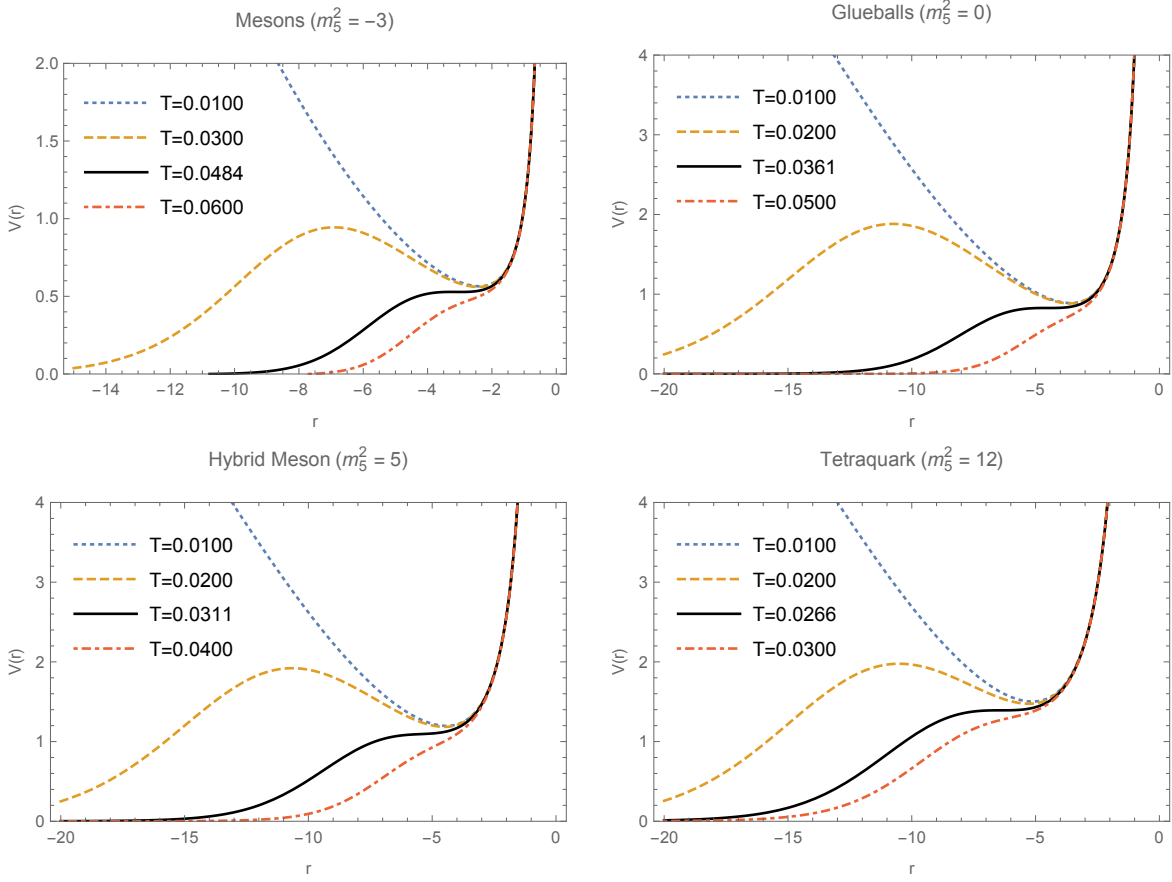 Mesons (m₅² = −3)
V(r)
2.0
1.5
1.0
0.5
0.0
T=0.0100
T=0.0300
T=0.0484
T=0.0600
−14 −12 −10 −8 −6 −4 −2 0
r
Glueballs (m₅² = 0)
V(r)
4
3
2
1
0
T=0.0100
T=0.0200
T=0.0361
T=0.0500
−20 −15 −10 −5 0
r
Hybrid Meson (m₅² = 5)
V(r)
4
3
2
1
0
T=0.0100
T=0.0200
T=0.0311
T=0.0400
−20 −15 −10 −5 0
r
Tetraquark (m₅² = 12)
V(r)
4
3
2
1
0
T=0.0100
T=0.0200
T=0.0266
T=0.0300
−20 −15 −10 −5 0
r